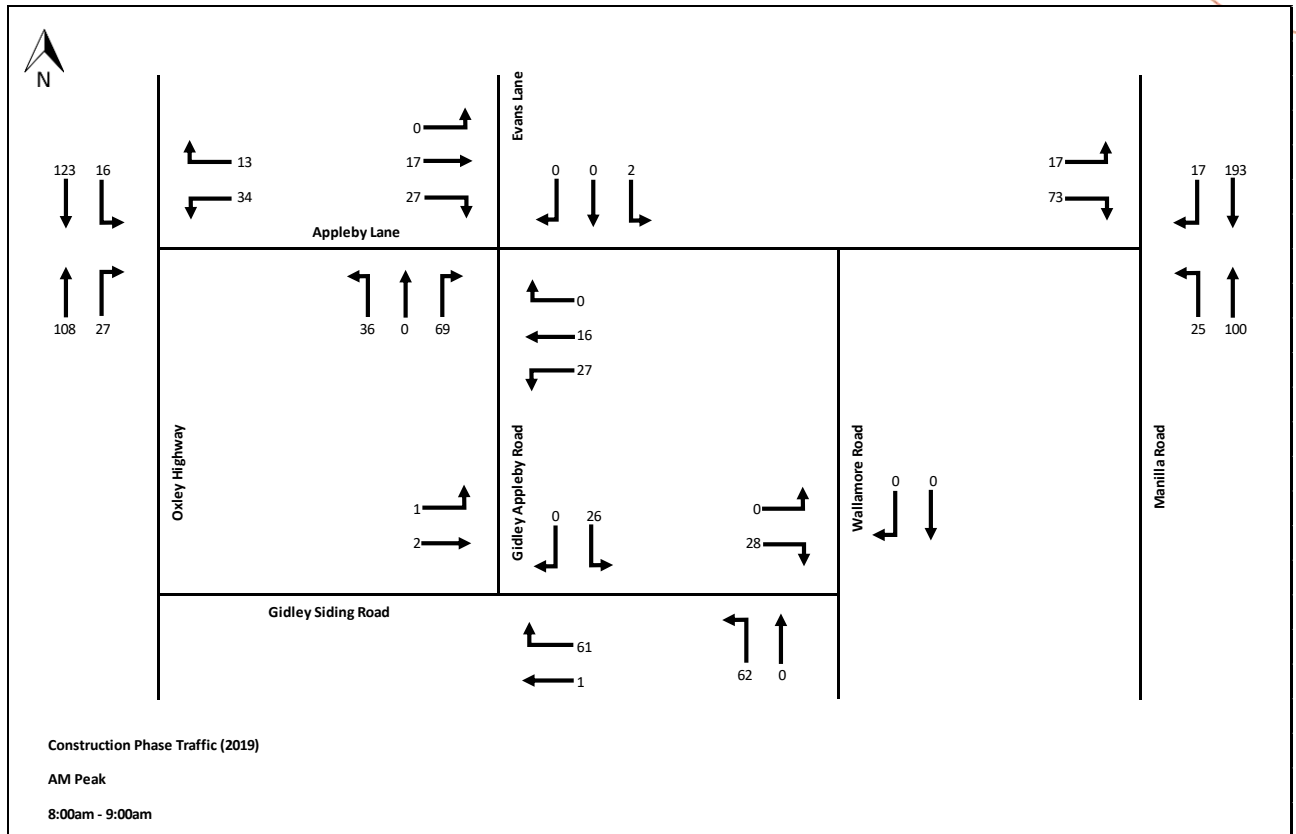 N
Evans Lane
0
17
27
13
34
123 16
0 0 2
17
73
17 193
Appleby Lane
108 27
36 0 69
0
16
27
25 100
Oxley Highway
Gidley Appleby Road
Wallamore Road
Manilla Road
1
2
0 26
0
28
0 0
Gidley Siding Road
61
1
62 0
Construction Phase Traffic (2019)
AM Peak
8:00am - 9:00am